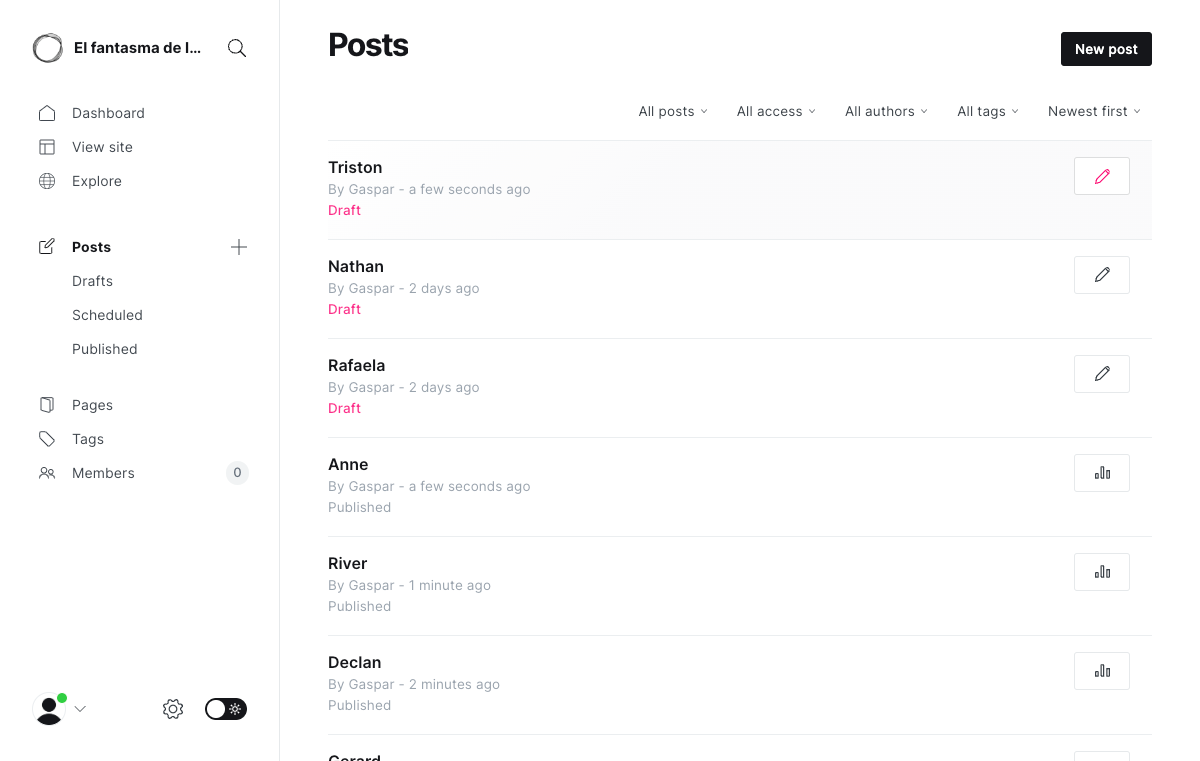 El fantasma de l...
Dashboard
View site
Explore
Posts
Drafts
Scheduled
Published
Pages
Tags
Members
0
Posts
New post
All posts
All access
All authors
All tags
Newest first
Triston
By Gaspar - a few seconds ago
Draft
Nathan
By Gaspar - 2 days ago
Draft
Rafaela
By Gaspar - 2 days ago
Draft
Anne
By Gaspar - a few seconds ago
Published
River
By Gaspar - 1 minute ago
Published
Declan
By Gaspar - 2 minutes ago
Published
Gerard